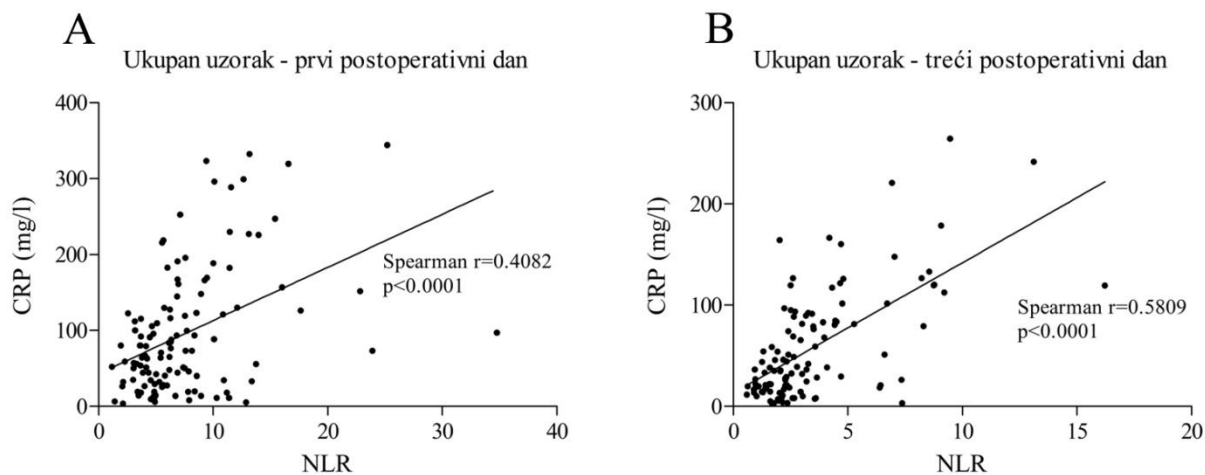 A
Ukupan uzorak - prvi postoperativni dan
400
300
200
100
0
CRP (mg/l)
Spearman r=0.4082
p<0.0001
0 10 20 30 40
NLR
B
Ukupan uzorak - treći postoperativni dan
300
200
100
0
CRP (mg/l)
Spearman r=0.5809
p<0.0001
0 5 10 15 20
NLR